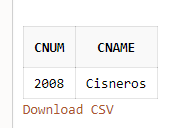 CNUM CNAME
2008 Cisneros
Download CSV